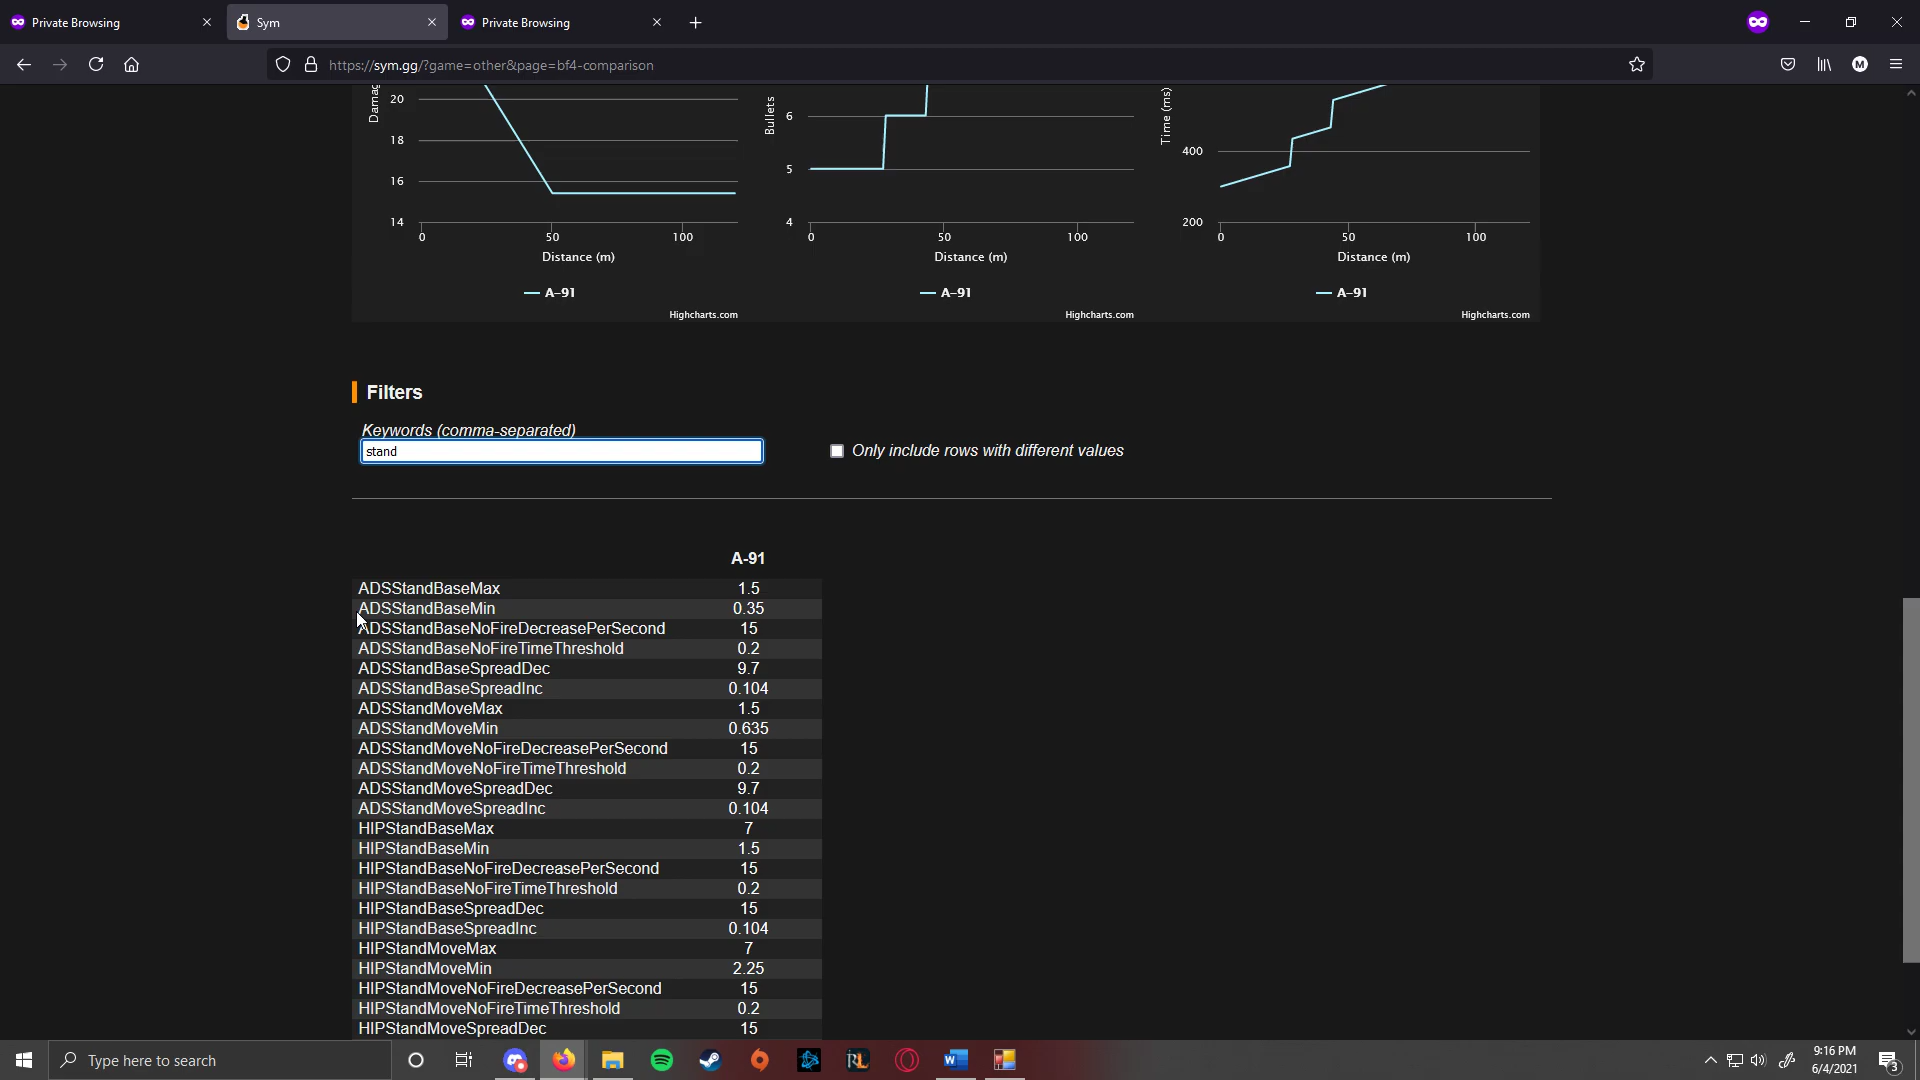 Private Browsing
Sym
Private Browsing
https://sym.gg/?game=other&page=bf4-comparison
M
20
18
16
14
0
50
100
Distance (m)
A-91
Highcharts.com
Bullets
6
5
4
0
50
100
Distance (m)
A-91
Highcharts.com
Time (ms)
400
200
0
50
100
Distance (m)
A-91
Highcharts.com
Filters
Keywords (comma-separated)
stand
Only include rows with different values
A-91
ADSStandBaseMax 1.5
ADSStandBaseMin 0.35
ADSStandBaseNoFireDecreasePerSecond 15
ADSStandBaseNoFireTimeThreshold 0.2
ADSStandBaseSpreadDec 9.7
ADSStandBaseSpreadInc 0.104
ADSStandMoveMax 1.5
ADSStandMoveMin 0.635
ADSStandMoveNoFireDecreasePerSecond 15
ADSStandMoveNoFireTimeThreshold 0.2
ADSStandMoveSpreadDec 9.7
ADSStandMoveSpreadInc 0.104
HIPStandBaseMax 7
HIPStandBaseMin 1.5
HIPStandBaseNoFireDecreasePerSecond 15
HIPStandBaseNoFireTimeThreshold 0.2
HIPStandBaseSpreadDec 15
HIPStandBaseSpreadInc 0.104
HIPStandMoveMax 7
HIPStandMoveMin 2.25
HIPStandMoveNoFireDecreasePerSecond 15
HIPStandMoveNoFireTimeThreshold 0.2
HIPStandMoveSpreadDec 15
Type here to search
RL
W
9:16 PM
6/4/2021
3